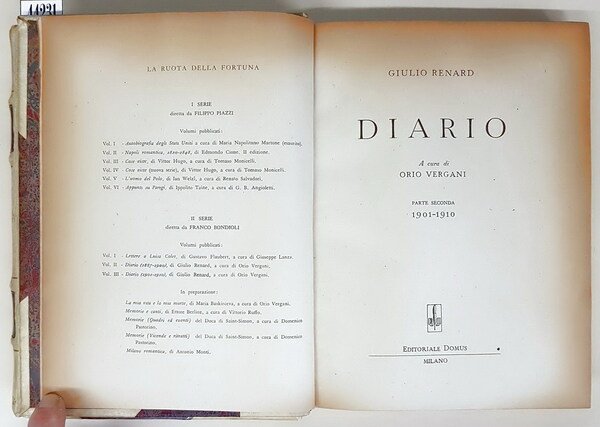 44231
LA RUOTA DELLA FORTUNA
I SERIE
diretta da FILIPPO PIAZZI
Volumi pubblicati:
Vol. I - Autobiografia degli Stati Uniti a cura di Maria Napolitano Martone (esaurito).
Vol. II - Napoli romantica, 1820-1848, di Edmondo Cione. II edizione.
Vol. III - Cose viste, di Victor Hugo, a cura di Tomaso Monicelli.
Vol. IV - Cose viste (nuova serie), di Victor Hugo, a cura di Tomaso Monicelli.
Vol. V - L'uomo del Polo, di Jan Welzl, a cura di Renato Salvadori.
Vol. VI - Appunti su Parigi, di Ippolito Taine, a cura di G. B. Angioletti.
II SERIE
diretta da FRANCO BONDIOLI
Volumi pubblicati:
Vol. I - Lettere a Luisa Colet, di Gustavo Flaubert, a cura di Giuseppe Lanza.
Vol. II - Diario (1887-1900), di Giulio Renard, a cura di Orio Vergani.
Vol. III - Diario (1901-1910), di Giulio Renard, a cura di Orio Vergani.
In preparazione:
La mia vita e la mia morte, di Maria Baskirceva, a cura di Orio Vergani.
Memorie e canti, di Ettore Berlioz, a cura di Vittorio Ruffo.
Memorie (Quadri ed eventi) del Duca di Saint-Simon, a cura di Domenico
Pastorino.
Memorie (Vicende e ritratti) del Duca di Saint-Simon, a cura di Domenico
Pastorino.
Milano romantica, di Antonio Monti.
GIULIO RENARD
DIARIO
A cura di
ORIO VERGANI
PARTE SECONDA
1901-1910
EDITORIALE DOMUS
MILANO